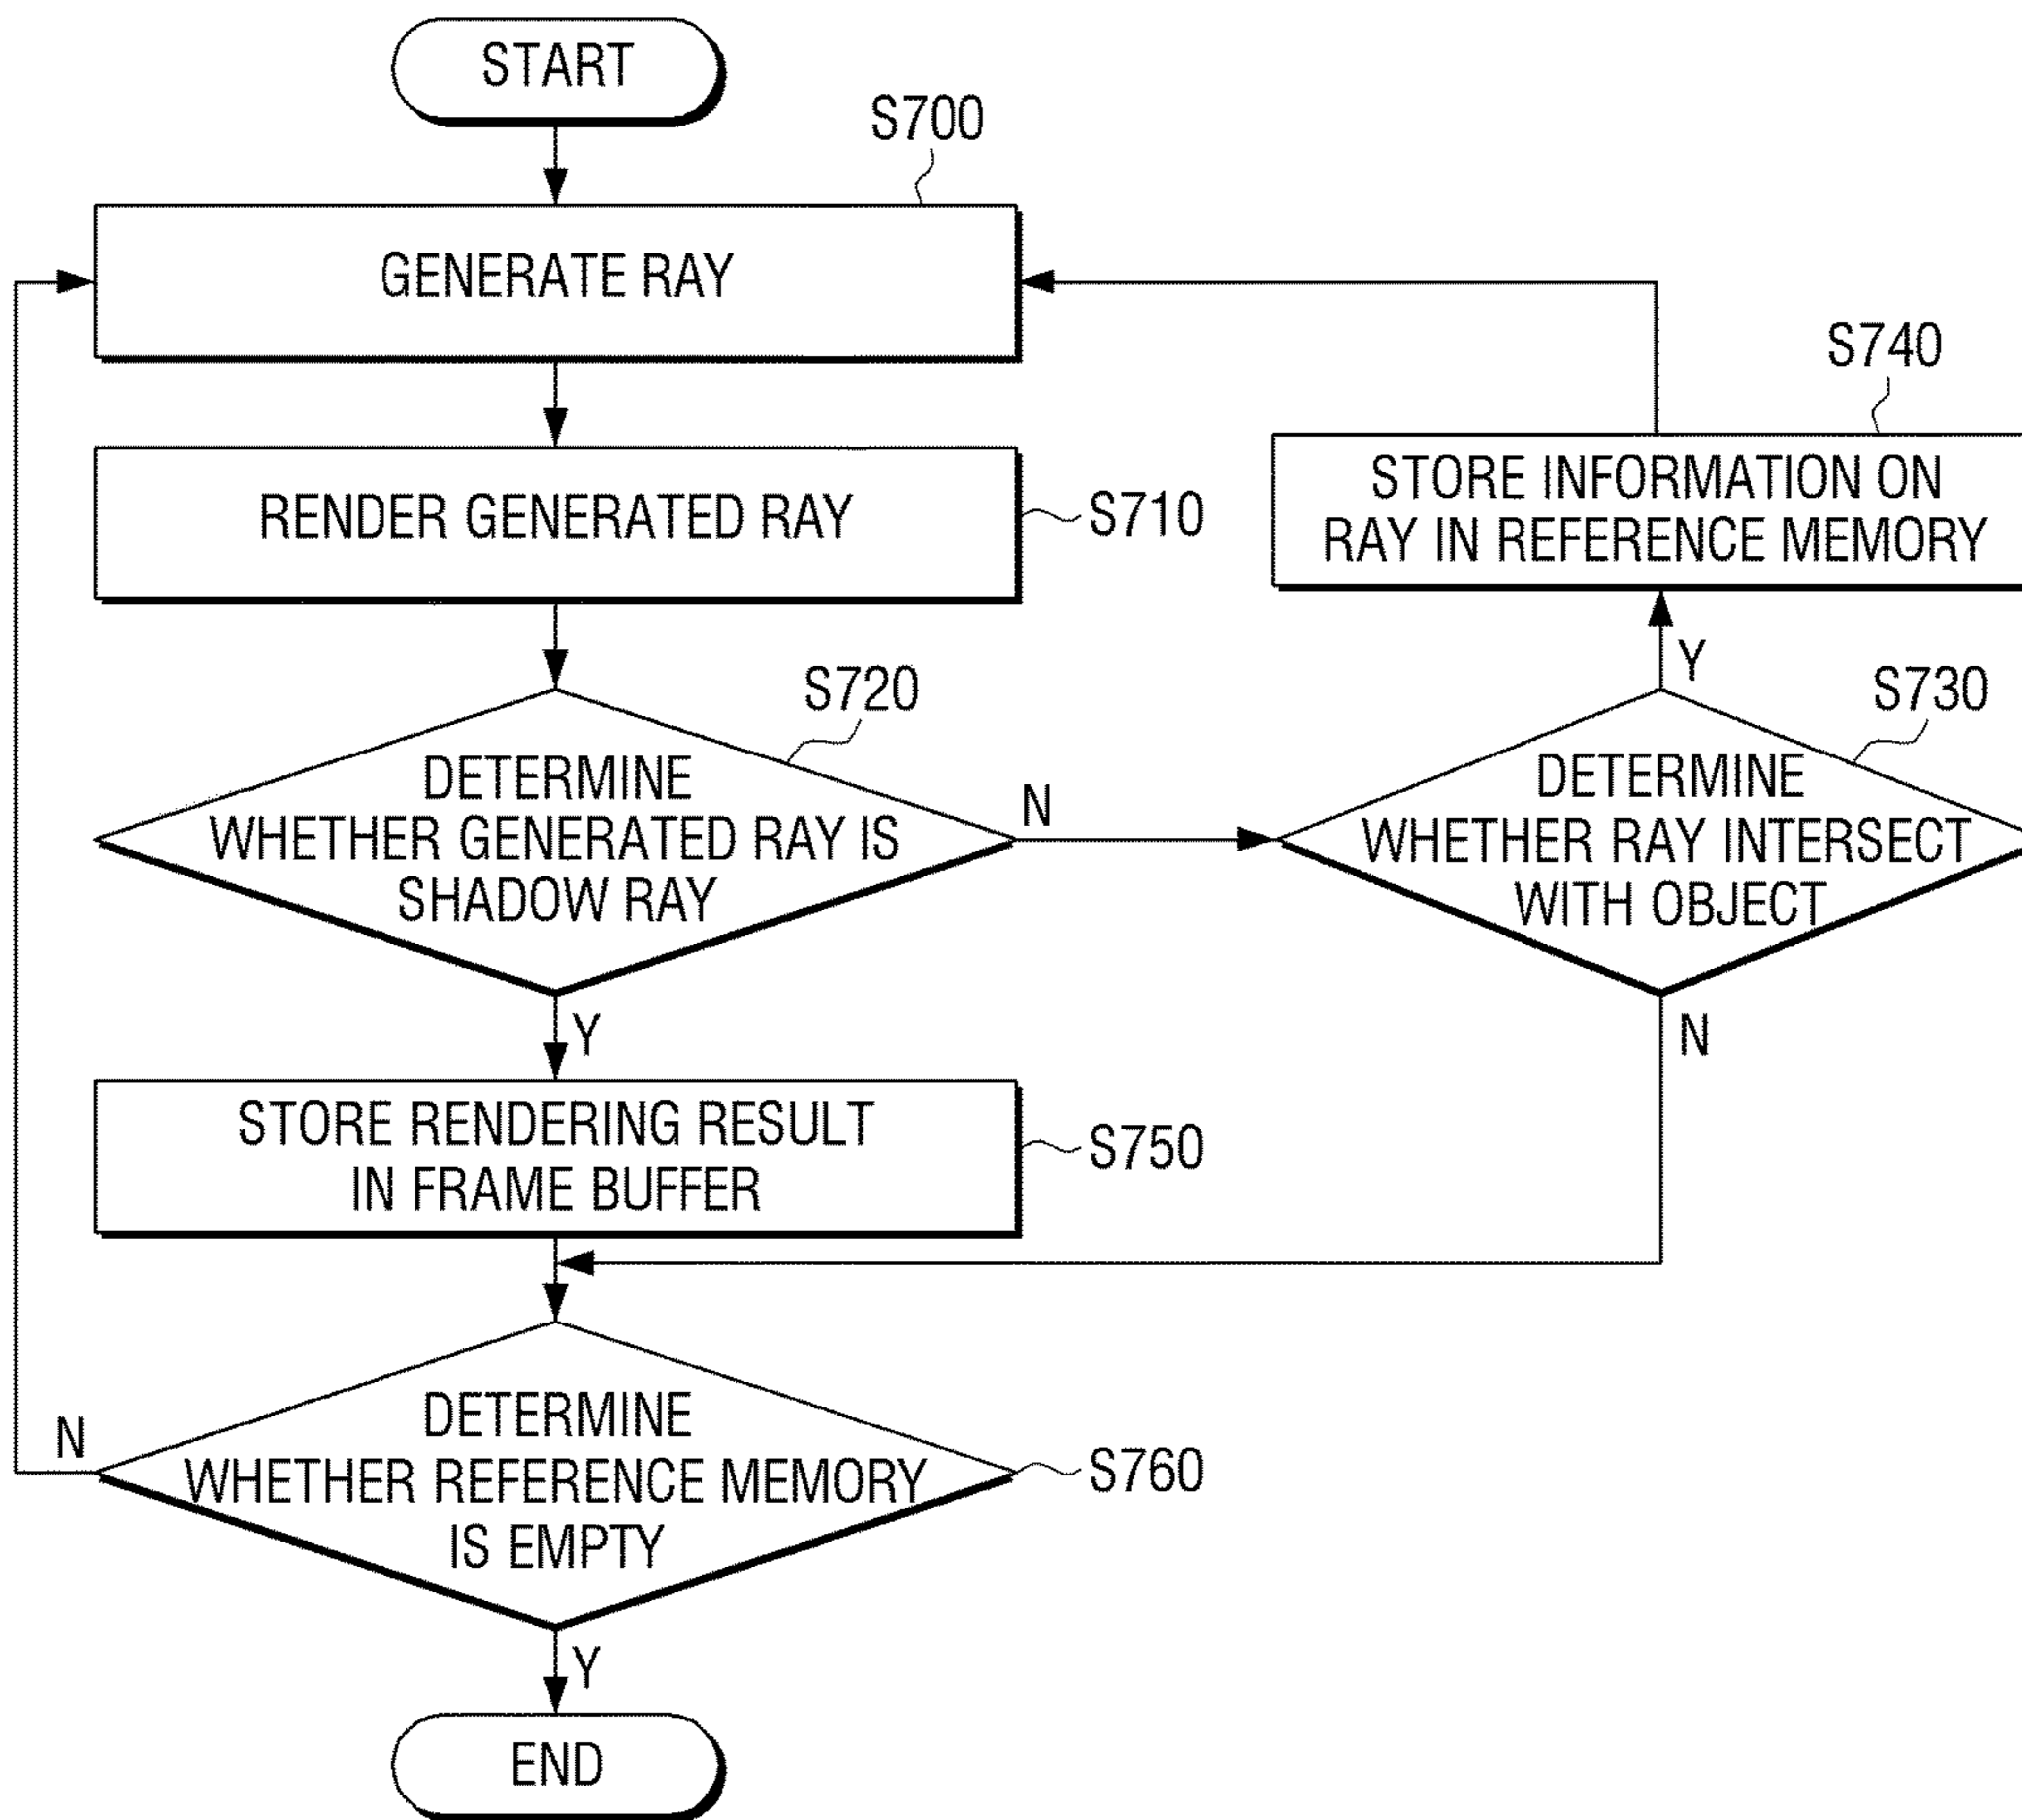 START
S700
GENERATE RAY
S740
STORE INFORMATION ON
RAY IN REFERENCE MEMORY
RENDER GENERATED RAY
S710
Y
S720
S730
DETERMINE
WHETHER GENERATED RAY IS
SHADOW RAY
N
DETERMINE
WHETHER RAY INTERSECT
WITH OBJECT
Y
N
STORE RENDERING RESULT
IN FRAME BUFFER
S750
DETERMINE
WHETHER REFERENCE MEMORY
IS EMPTY
N
S760
Y
END